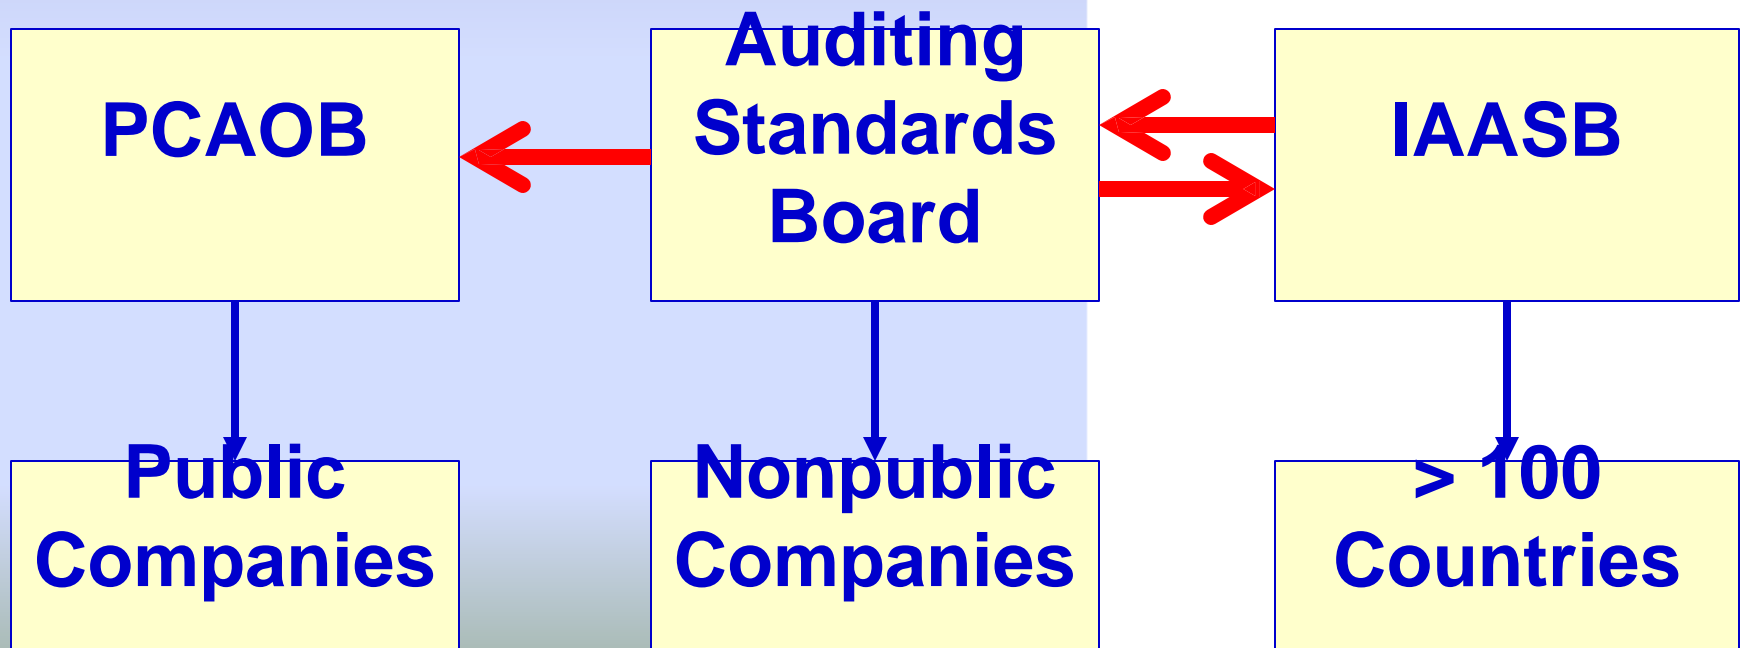 PCAOB
Auditing
Standards
Board
IAASB
Public
Companies
Nonpublic
Companies
> 100
Countries